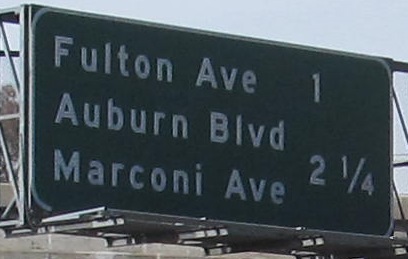 Fulton Ave 1
Auburn Blvd
Marconi Ave 2 1/4